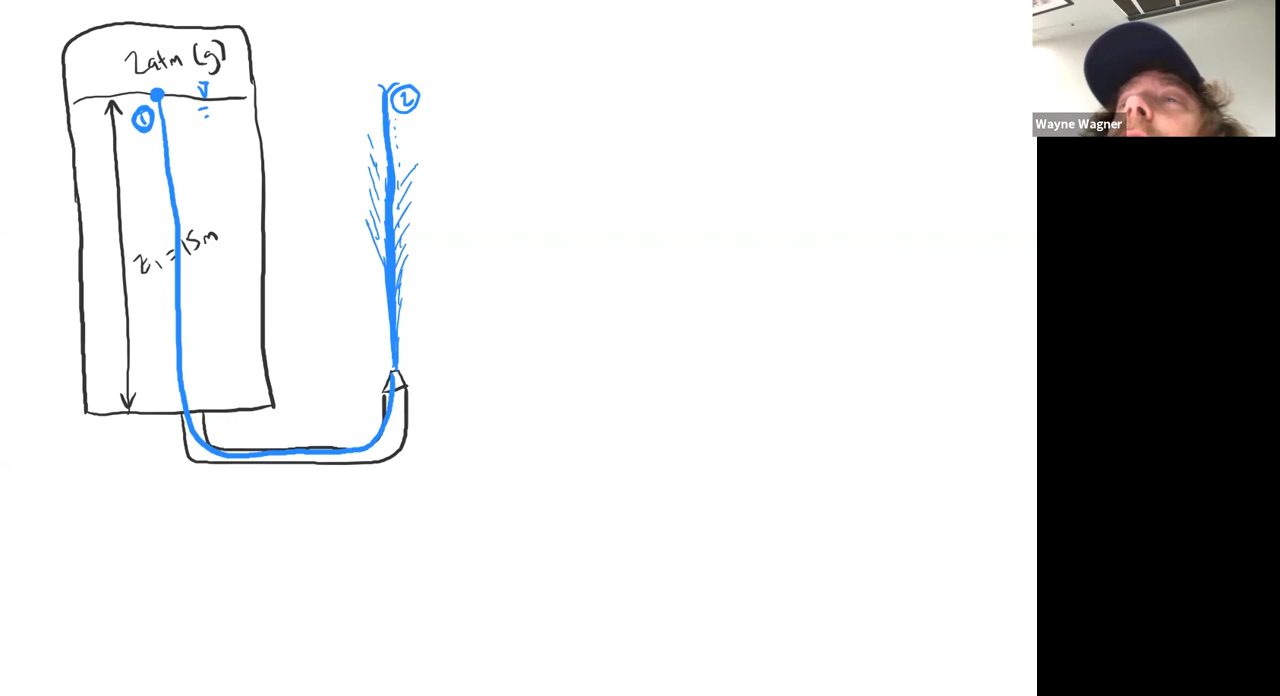 2atm (g)
①
②
z₁ = 15m
Wayne Wagner